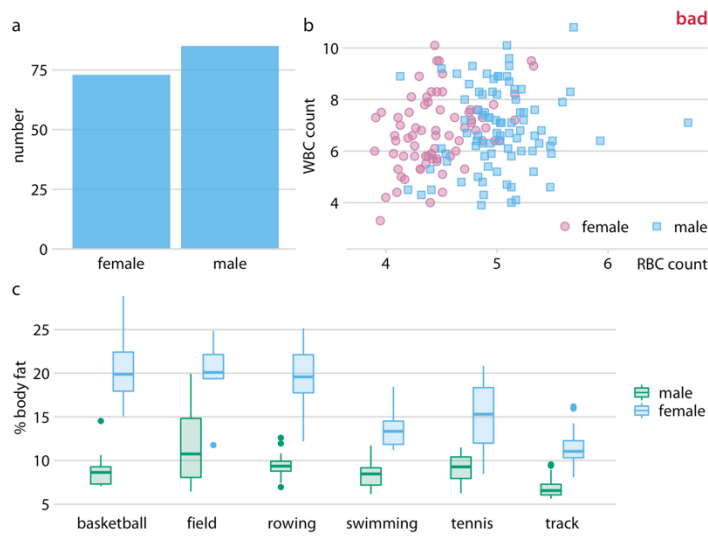 a
number
75
50
25
0
female
male
b
bad
WBC count
10
8
6
4
female
male
4
5
6
RBC count
c
% body fat
25
20
15
10
5
basketball
field
rowing
swimming
tennis
track
male
female